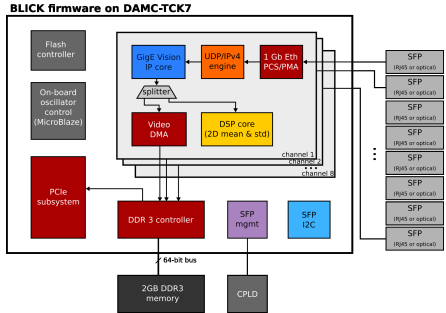 BLICK firmware on DAMC-TCK7
Flash
controller
On-board
oscillator
control
(MicroBlaze)
PCIe
subsystem
GigE Vision
IP core
UDP/IPv4
engine
1 Gb Eth
PCS/PMA
splitter
Video
DMA
DSP core
(2D mean & std)
channel 1
channel 2
channel 8
DDR 3 controller
SFP
mgmt
SFP
I2C
64-bit bus
2GB DDR3
memory
CPLD
SFP
(RJ45 or optical)
SFP
(RJ45 or optical)
SFP
(RJ45 or optical)
SFP
(RJ45 or optical)
SFP
(RJ45 or optical)
SFP
(RJ45 or optical)
SFP
(RJ45 or optical)
SFP
(RJ45 or optical)